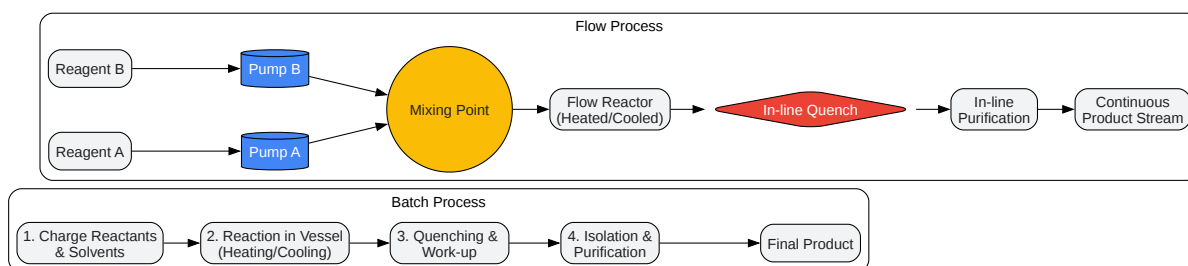 Flow Process
Reagent B
Pump B
Reagent A
Pump A
Mixing Point
Flow Reactor
(Heated/Cooled)
In-line Quench
In-line
Purification
Continuous
Product Stream
Batch Process
1. Charge Reactants
& Solvents
2. Reaction in Vessel
(Heating/Cooling)
3. Quenching &
Work-up
4. Isolation &
Purification
Final Product